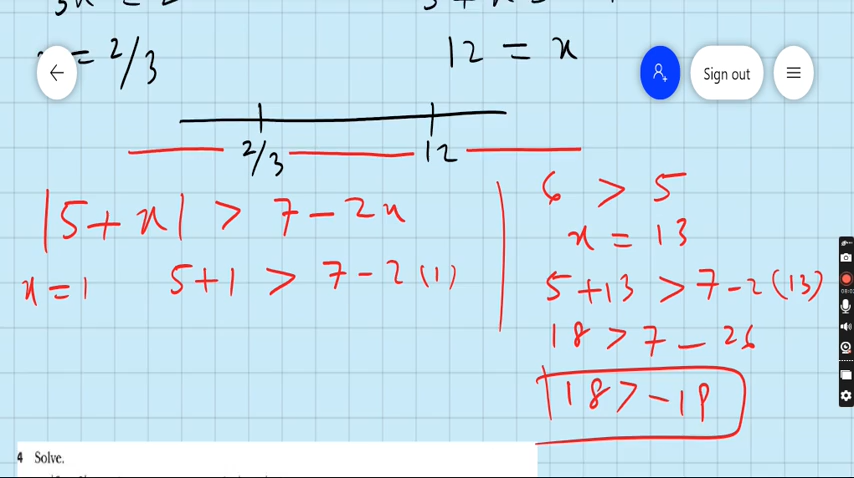 = 2/3
12 = x
Sign out
2/3
12
|5 + x| > 7 - 2x
x = 1 5 + 1 > 7 - 2 (1)
6 > 5
x = 13
5 + 13 > 7 - 2 (13)
18 > 7 - 26
18 > - 19
4 Solve.